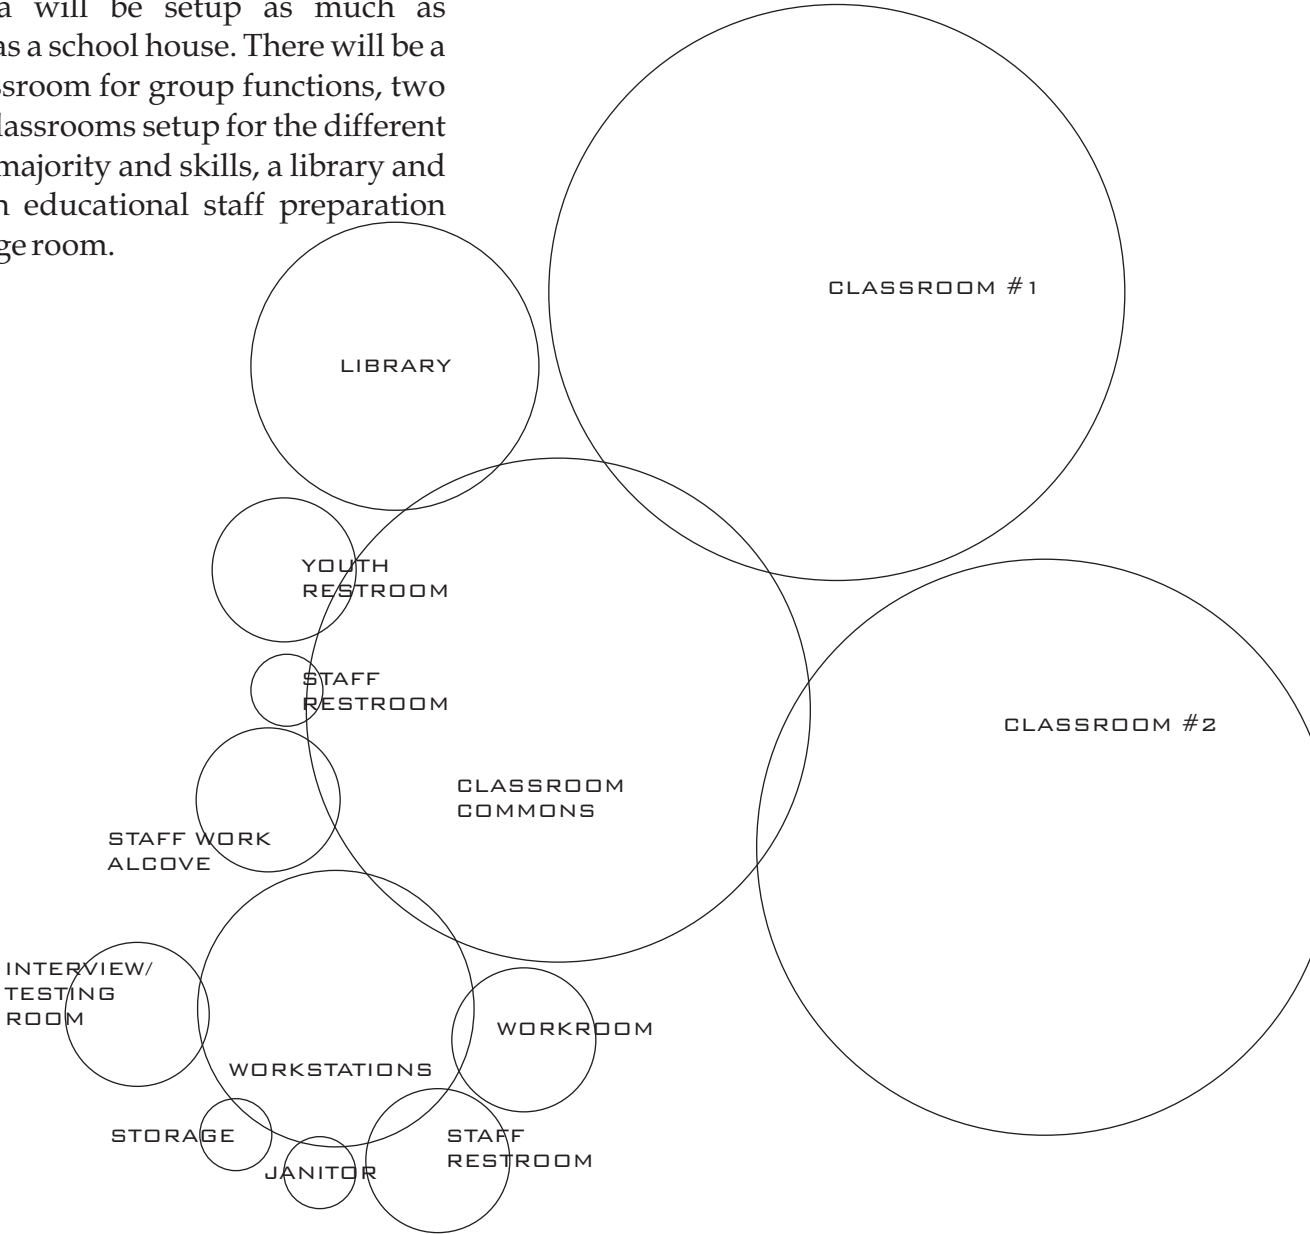 a will be setup as much as
as a school house. There will be a
ssroom for group functions, two
lassrooms setup for the different
majority and skills, a library and
n educational staff preparation
ge room.
CLASSROOM #1
LIBRARY
YOUTH
RESTROOM
STAFF
RESTROOM
CLASSROOM #2
CLASSROOM
COMMONS
STAFF WORK
ALCOVE
INTERVIEW/
TESTING
ROOM
WORKROOM
WORKSTATIONS
STORAGE
STAFF
RESTROOM
JANITOR